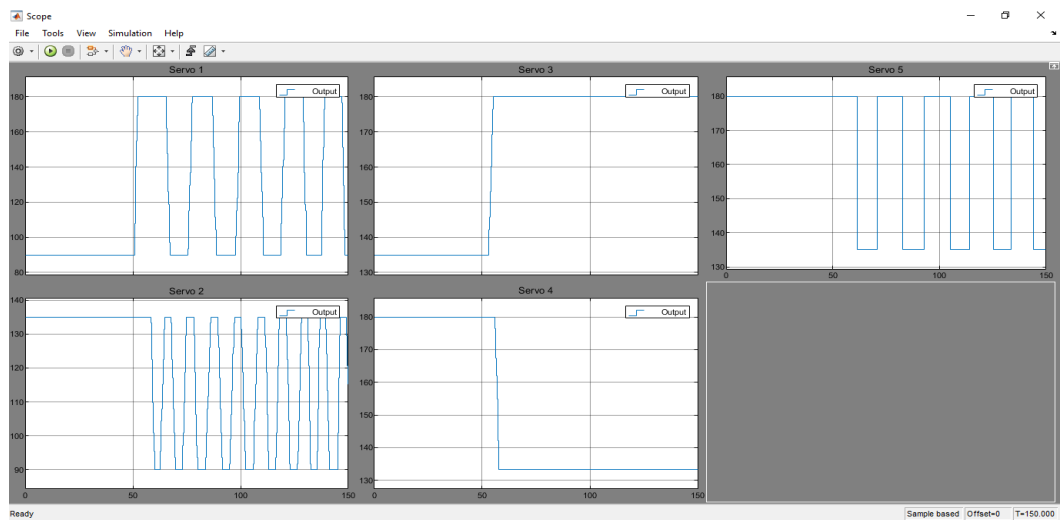 Scope
File Tools View Simulation Help
Servo 1
Output
180
160
140
120
100
80
Servo 3
Output
180
170
160
150
140
130
Servo 5
Output
180
170
160
150
140
130
0 50 100 150
Servo 2
Output
140
130
120
110
100
90
0 50 100 150
Servo 4
Output
180
170
160
150
140
130
0 50 100 150
Ready
Sample based Offset=0 T=150.000